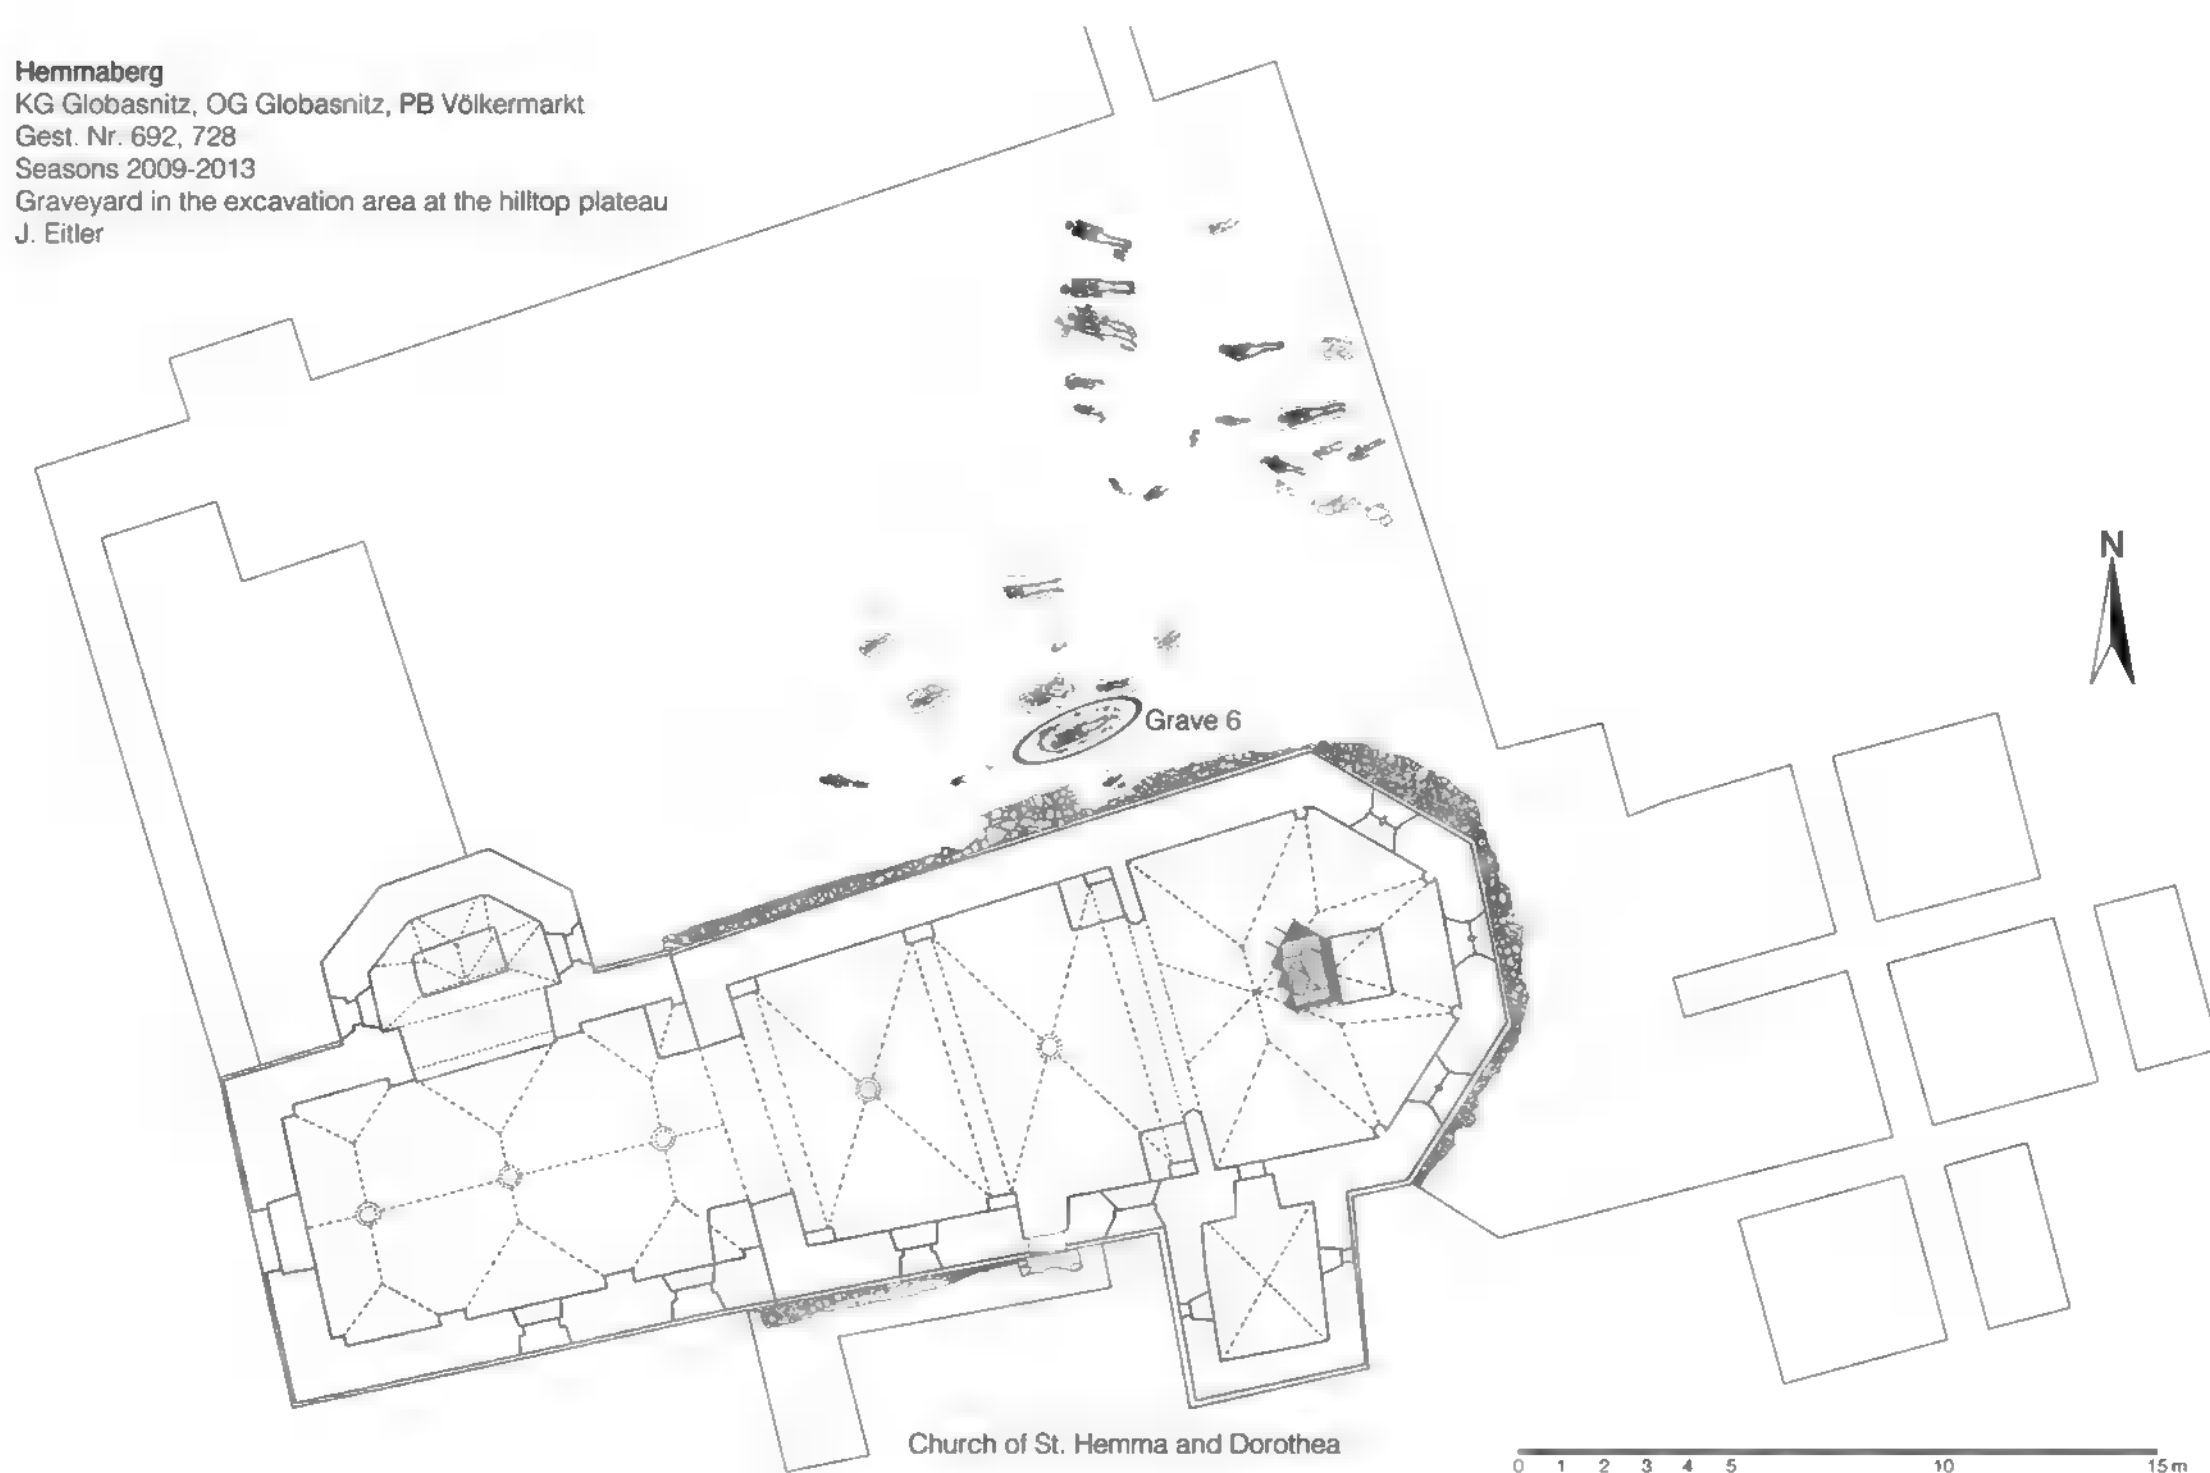 Hemmaberg
KG Globasnitz, OG Globasnitz, PB Völkermarkt
Gest. Nr. 692, 728
Seasons 2009-2013
Graveyard in the excavation area at the hilltop plateau
J. Eitler
N
Grave 6
Church of St. Hemma and Dorothea
0 1 2 3 4 5 10 15 m